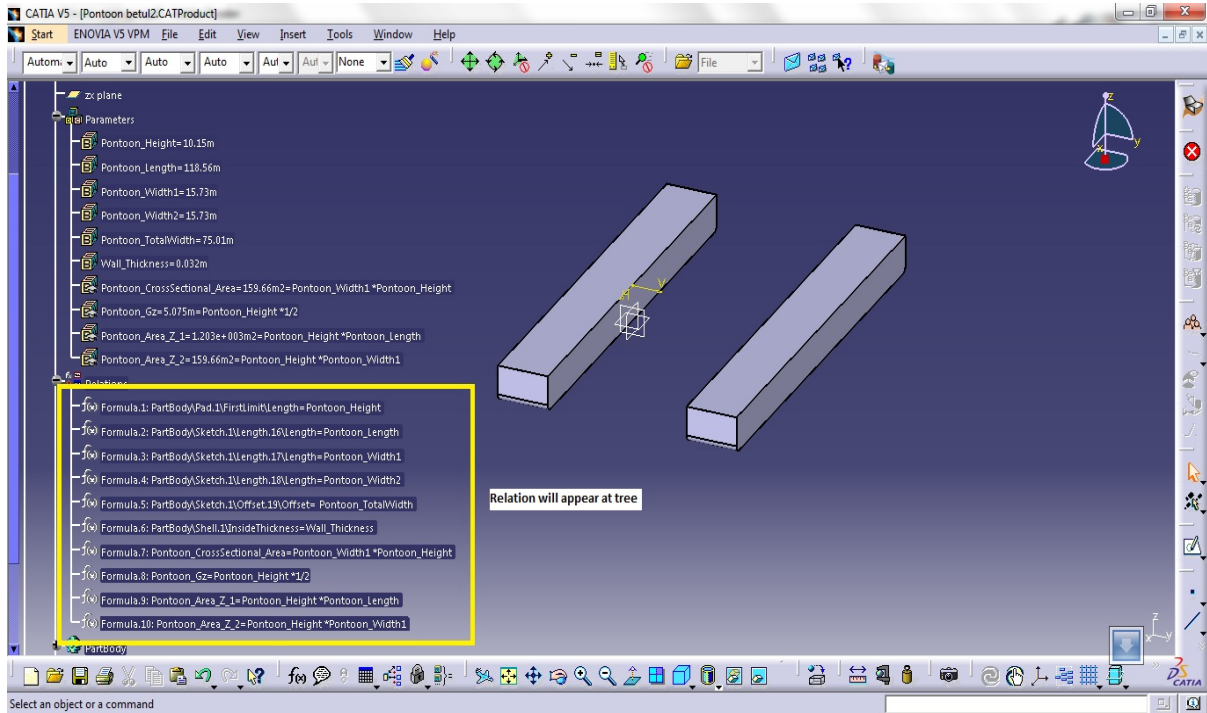 CATIA V5 - [Pontoon betul2.CATProduct]
Start ENOVIA V5 VPM File Edit View Insert Tools Window Help
Auto Auto Auto Aut Aut None File
zx plane
Parameters
Pontoon_Height=10.15m
Pontoon_Length=118.56m
Pontoon_Width1=15.73m
Pontoon_Width2=15.73m
Pontoon_TotalWidth=75.01m
Wall_Thickness=0.032m
Pontoon_CrossSectional_Area=159.66m2=Pontoon_Width1 *Pontoon_Height
Pontoon_Gz=5.075m=Pontoon_Height *1/2
Pontoon_Area_Z_1=1.203e+003m2=Pontoon_Height *Pontoon_Length
Pontoon_Area_Z_2=159.66m2=Pontoon_Height *Pontoon_Width1
Relations
Formula.1: PartBody\Pad.1\FirstLimit\Length=Pontoon_Height
Formula.2: PartBody\Sketch.1\Length.16\Length=Pontoon_Length
Formula.3: PartBody\Sketch.1\Length.17\Length=Pontoon_Width1
Formula.4: PartBody\Sketch.1\Length.18\Length=Pontoon_Width2
Formula.5: PartBody\Sketch.1\Offset.19\Offset= Pontoon_TotalWidth
Formula.6: PartBody\Shell.1\InsideThickness=Wall_Thickness
Formula.7: Pontoon_CrossSectional_Area=Pontoon_Width1 *Pontoon_Height
Formula.8: Pontoon_Gz=Pontoon_Height *1/2
Formula.9: Pontoon_Area_Z_1=Pontoon_Height *Pontoon_Length
Formula.10: Pontoon_Area_Z_2=Pontoon_Height *Pontoon_Width1
PartBody
Relation will appear at tree
z
y
x
y
z
y
x
CATIA
Select an object or a command